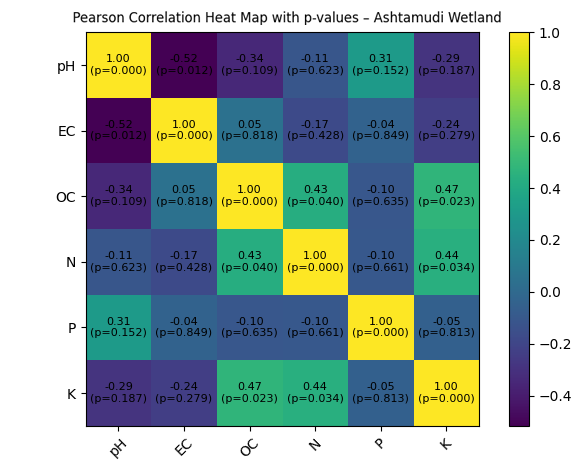 Pearson Correlation Heat Map with p-values – Ashtamudi Wetland
pH 1.00 -0.52 -0.34 -0.11 0.31 -0.29
(p=0.000) (p=0.012) (p=0.109) (p=0.623) (p=0.152) (p=0.187)
EC -0.52 1.00 0.05 -0.17 -0.04 -0.24
(p=0.012) (p=0.000) (p=0.818) (p=0.428) (p=0.849) (p=0.279)
OC -0.34 0.05 1.00 0.43 -0.10 0.47
(p=0.109) (p=0.818) (p=0.000) (p=0.040) (p=0.635) (p=0.023)
N -0.11 -0.17 0.43 1.00 -0.10 0.44
(p=0.623) (p=0.428) (p=0.040) (p=0.000) (p=0.661) (p=0.034)
P 0.31 -0.04 -0.10 -0.10 1.00 -0.05
(p=0.152) (p=0.849) (p=0.635) (p=0.661) (p=0.000) (p=0.813)
K -0.29 -0.24 0.47 0.44 -0.05 1.00
(p=0.187) (p=0.279) (p=0.023) (p=0.034) (p=0.813) (p=0.000)
pH EC OC N P K
1.0
0.8
0.6
0.4
0.2
0.0
−0.2
−0.4